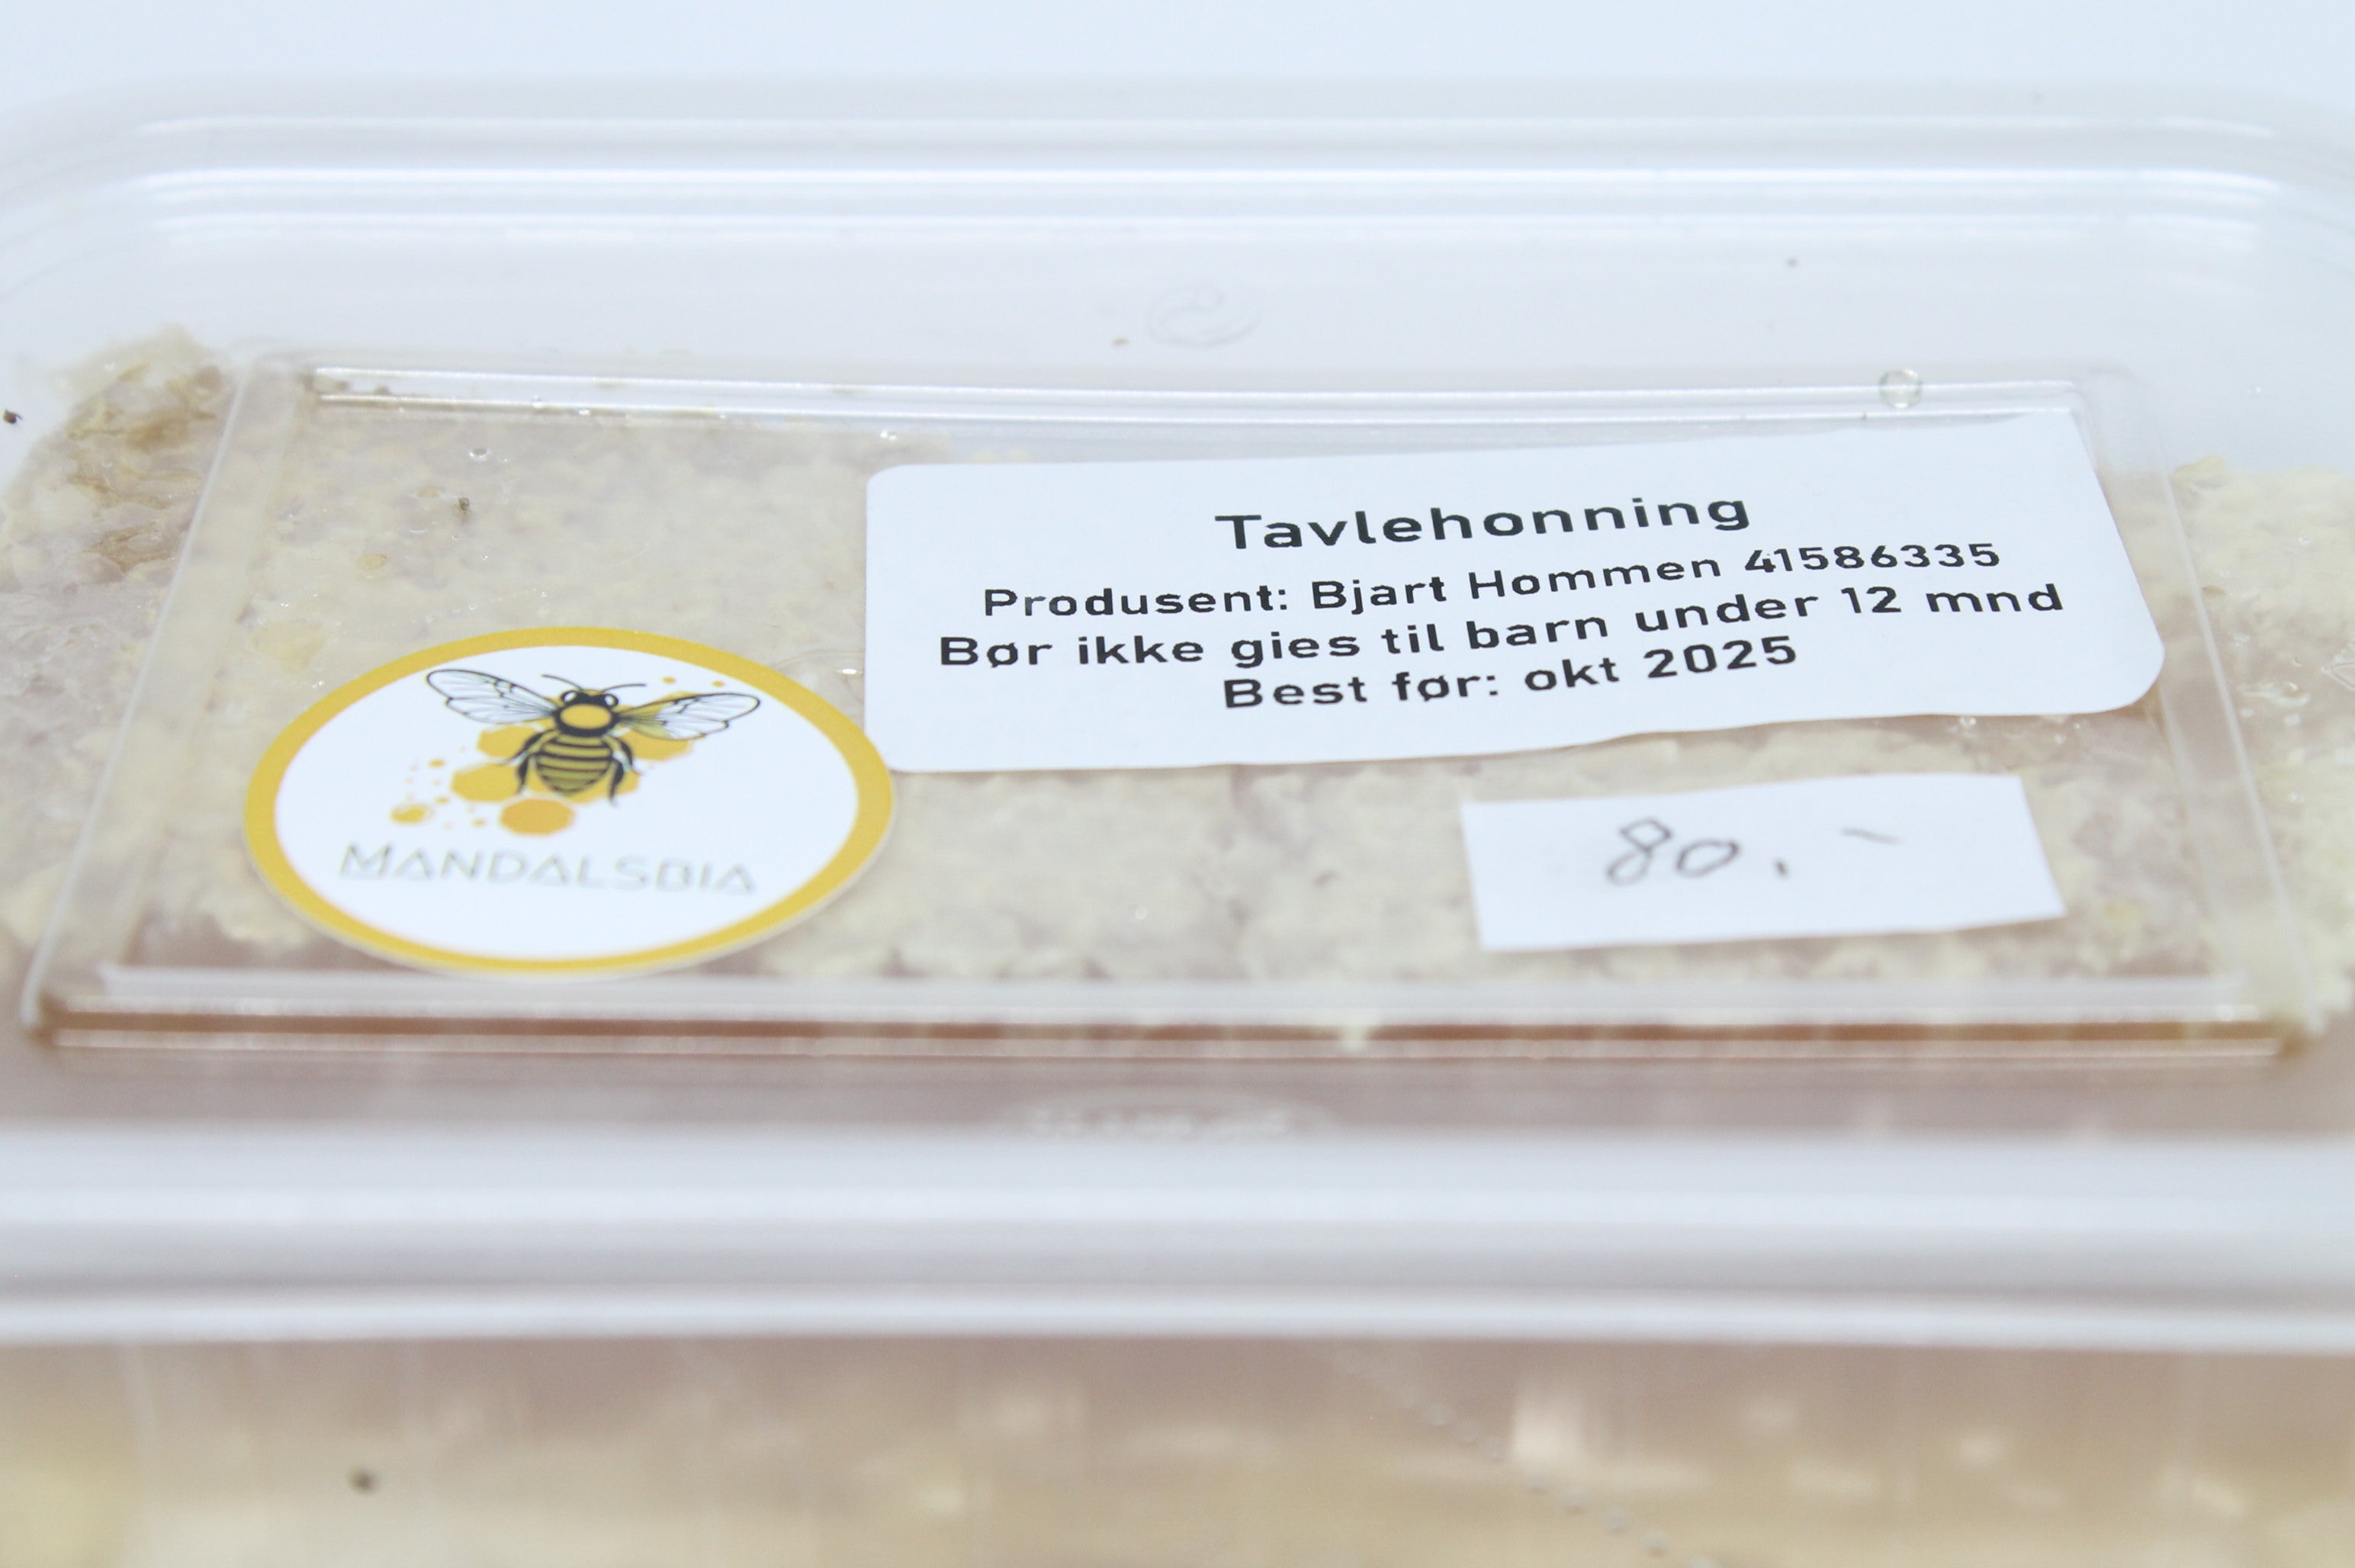 Tavlehonning
Produsent: Bjart Hommen 41586335
Bør ikke gies til barn under 12 mnd
Best før: okt 2025
MANDALSBIA
80,-